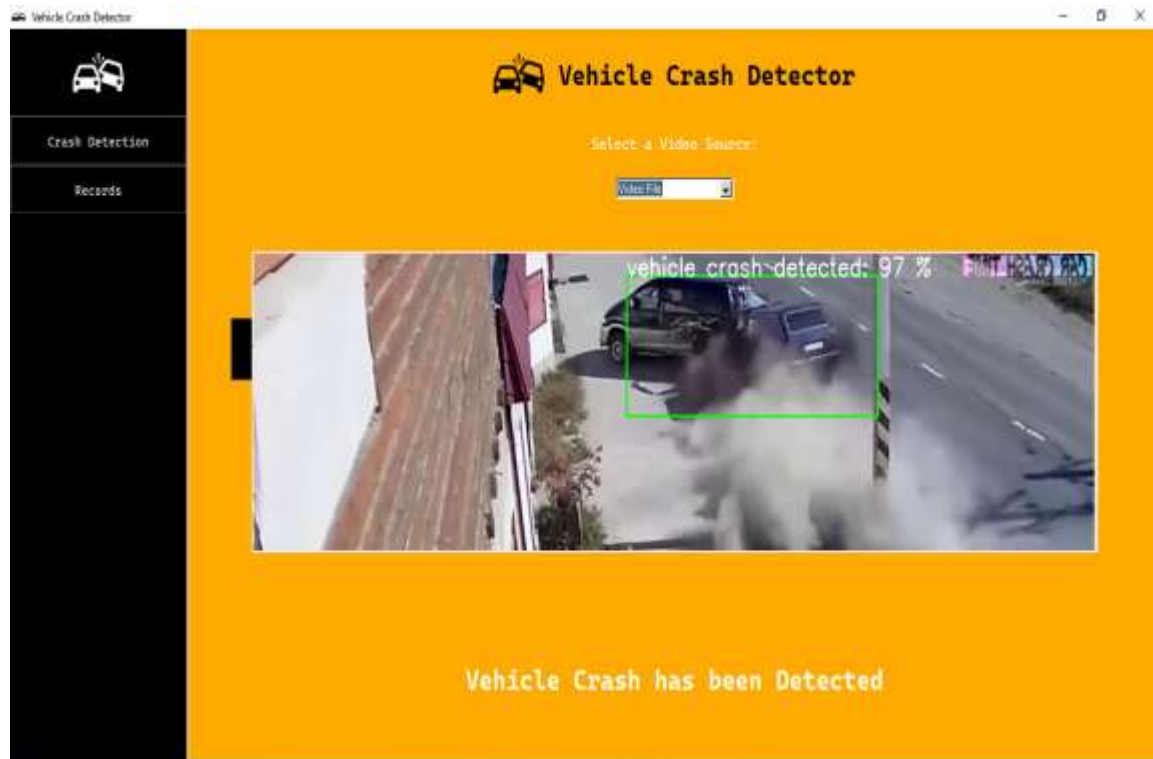 Vehicle Crash Detector
Vehicle Crash Detector
Crash Detection
Records
Select a Video Source:
Video File
vehicle crash detected: 97 %
Vehicle Crash has been Detected